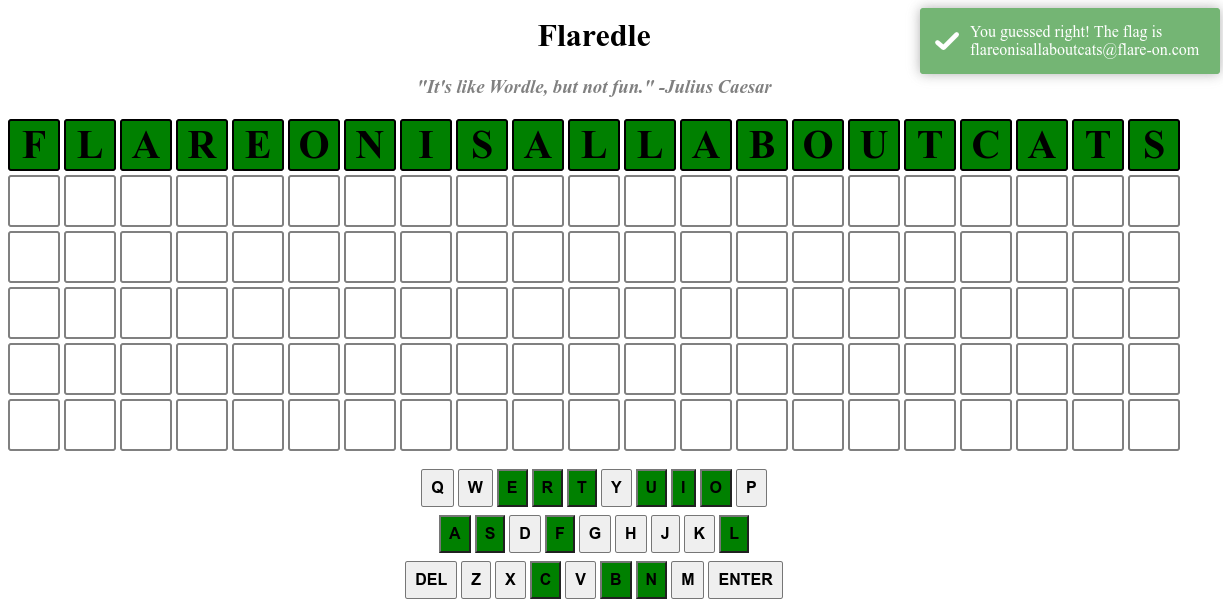 Flaredle
You guessed right! The flag is
flareonisallaboutcats@flare-on.com
"It's like Wordle, but not fun." -Julius Caesar
F L A R E O N I S A L L A B O U T C A T S
Q W E R T Y U I O P
A S D F G H J K L
DEL Z X C V B N M ENTER